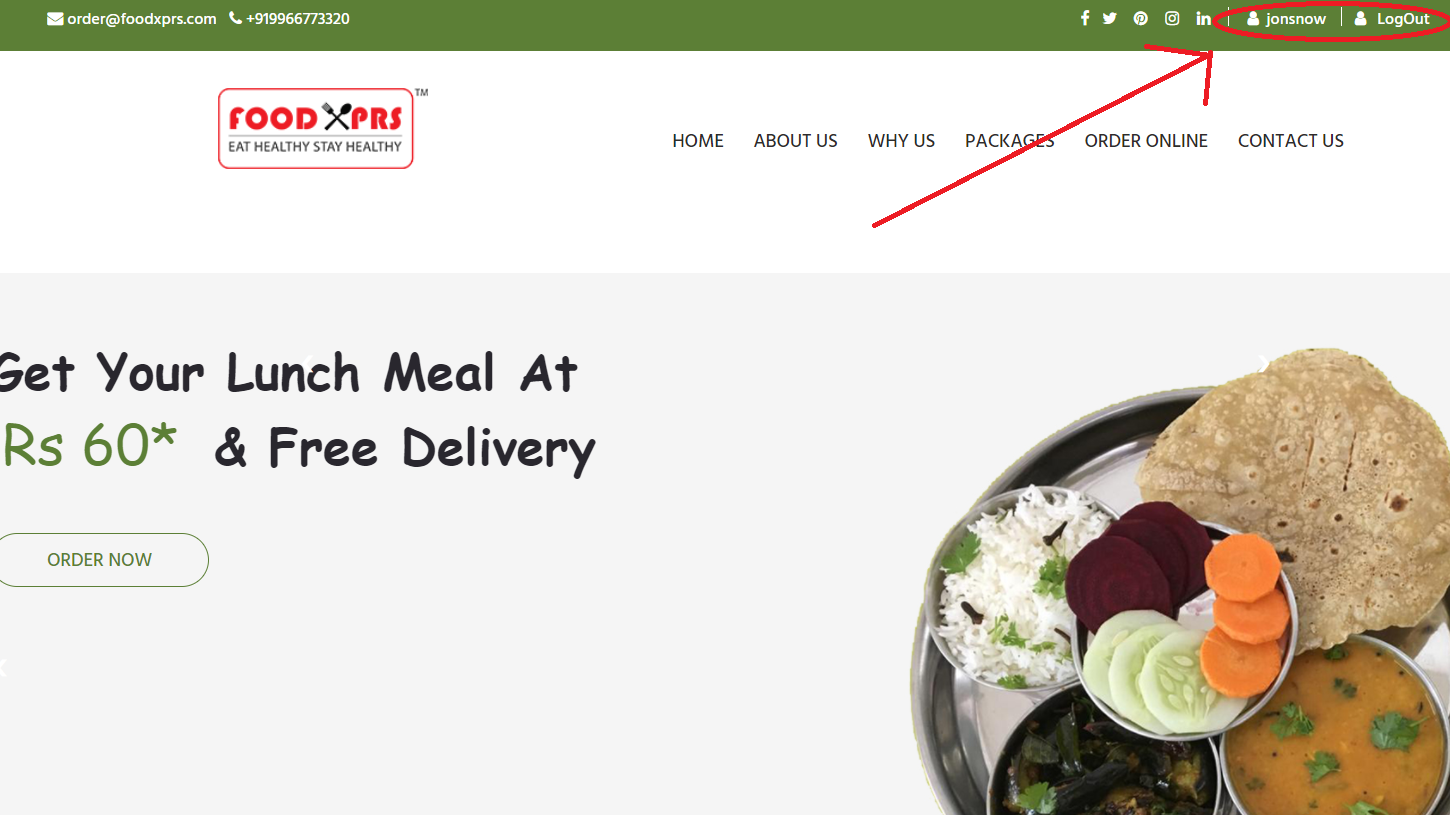 order@foodxprs.com +919966773320 jonsnow LogOut
FOOD XPRS TM
EAT HEALTHY STAY HEALTHY
HOME ABOUT US WHY US PACKAGES ORDER ONLINE CONTACT US
Get Your Lunch Meal At
Rs 60* & Free Delivery
ORDER NOW